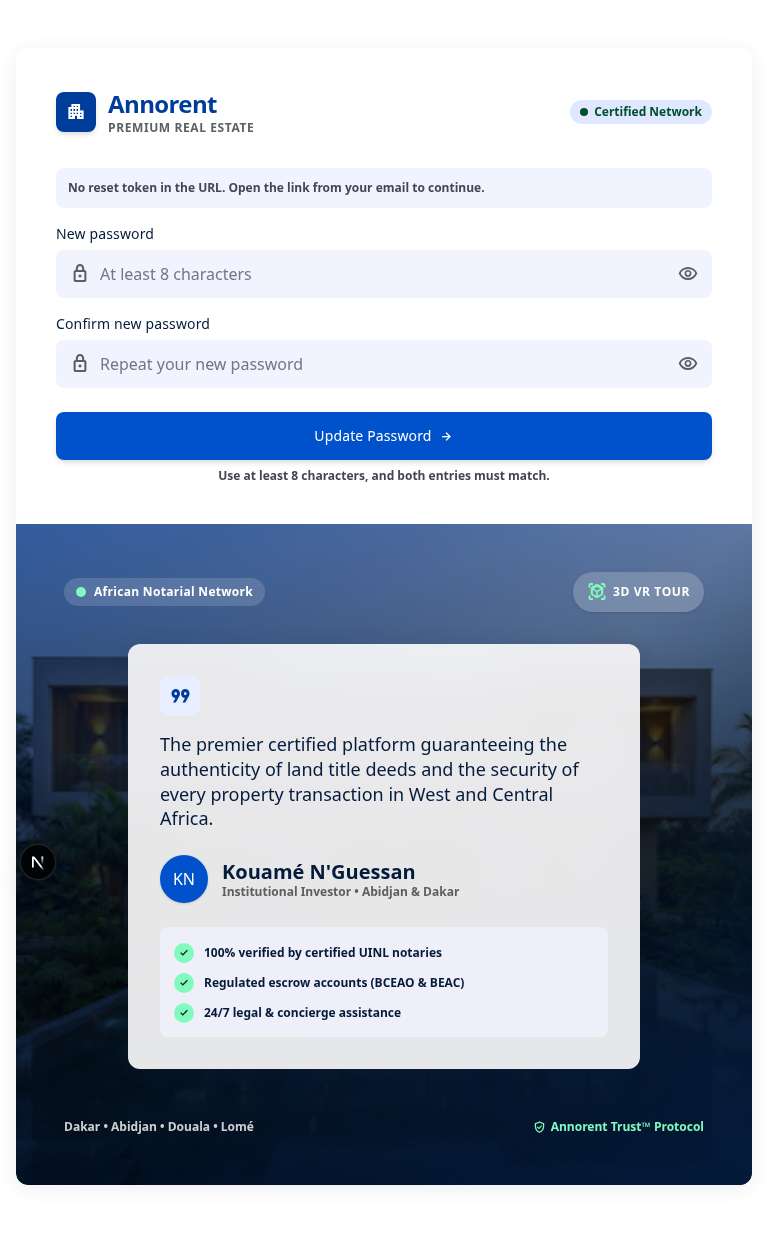 Annorent
PREMIUM REAL ESTATE
Certified Network
No reset token in the URL. Open the link from your email to continue.
New password
At least 8 characters
Confirm new password
Repeat your new password
Update Password
Use at least 8 characters, and both entries must match.
African Notarial Network
3D VR TOUR
The premier certified platform guaranteeing the
authenticity of land title deeds and the security of
every property transaction in West and Central
Africa.
KN
Kouamé N'Guessan
Institutional Investor • Abidjan & Dakar
100% verified by certified UINL notaries
Regulated escrow accounts (BCEAO & BEAC)
24/7 legal & concierge assistance
Dakar • Abidjan • Douala • Lomé
Annorent Trust™ Protocol